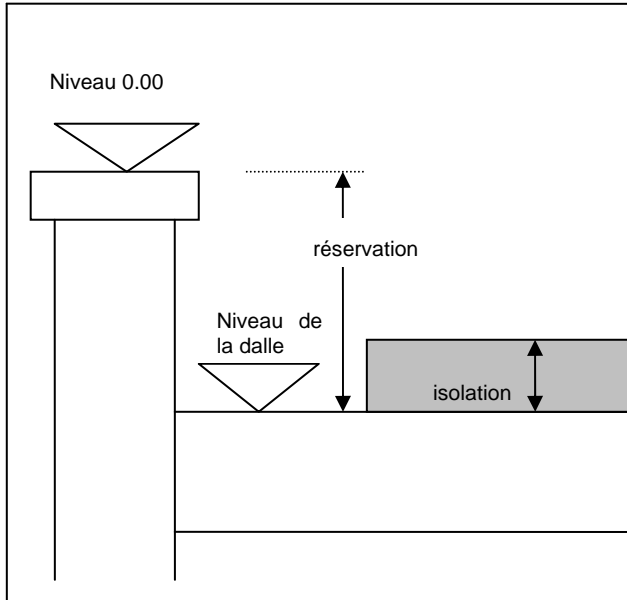 Niveau 0.00
réservation
Niveau de
la dalle
isolation